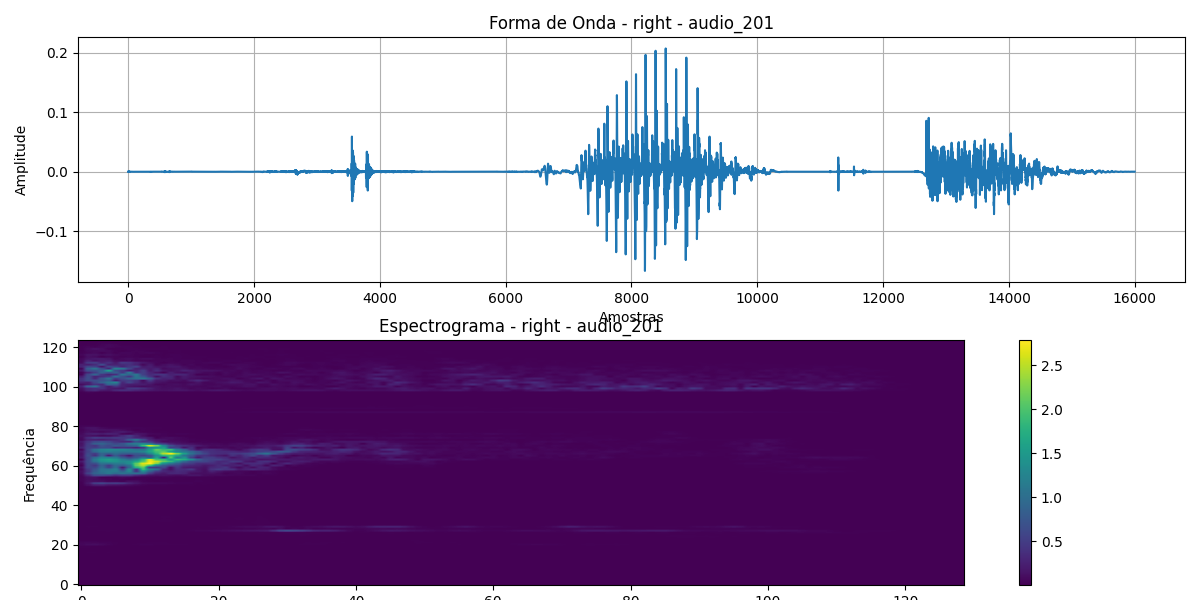 Forma de Onda - right - audio_201
Amplitude
0.2
0.1
0.0
−0.1
0 2000 4000 6000 8000 10000 12000 14000 16000
Amostras
Espectrograma - right - audio_201
Frequência
120
100
80
60
40
20
0
0 20 40 60 80 100 120
2.5
2.0
1.5
1.0
0.5